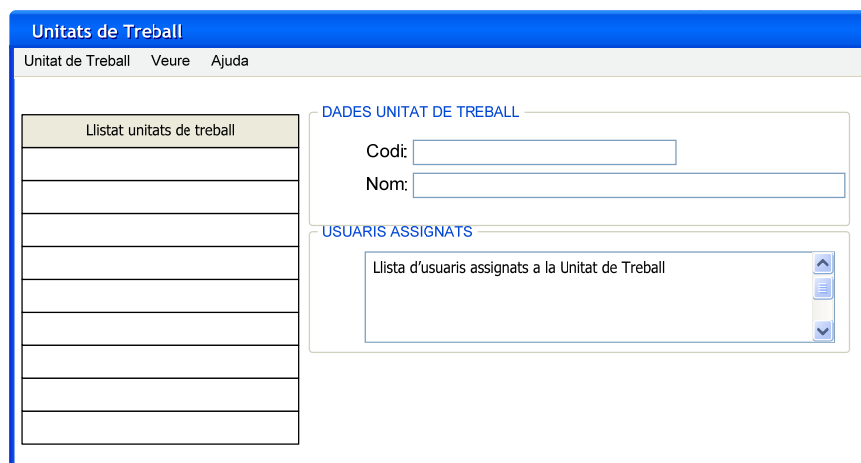 Unitats de Treball
Unitat de Treball Veure Ajuda
Llistat unitats de treball
DADES UNITAT DE TREBALL
Codi:
Nom:
USUARIS ASSIGNATS
Llista d'usuaris assignats a la Unitat de Treball